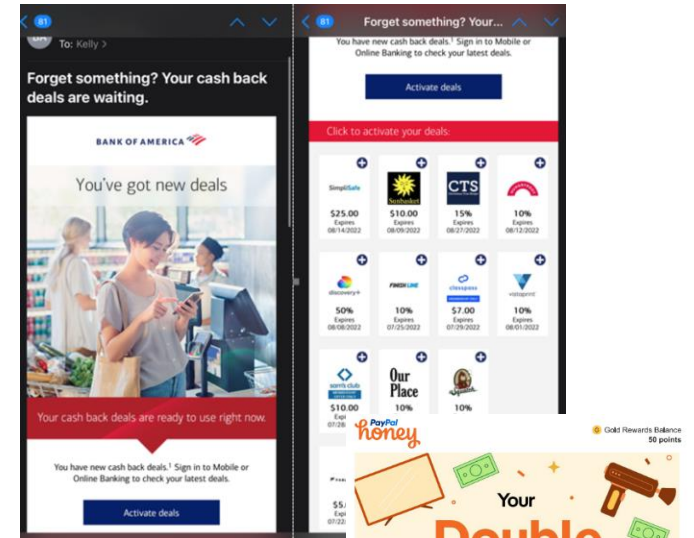 81
To: Kelly >
Forget something? Your cash back
deals are waiting.
BANK OF AMERICA
You've got new deals
Your cash back deals are ready to use right now.
You have new cash back deals.¹ Sign in to Mobile or
Online Banking to check your latest deals.
Activate deals
81
Forget something? Your...
You have new cash back deals.¹ Sign in to Mobile or
Online Banking to check your latest deals.
Activate deals
Click to activate your deals:
SimpliSafe
Sunbasket
CTS
$25.00
$10.00
15%
10%
Expires
Expires
Expires
Expires
08/14/2022
08/09/2022
08/27/2022
08/12/2022
discovery+
FINISH LINE
classpass
vistaprint
50%
10%
$7.00
10%
Expires
Expires
Expires
Expires
08/08/2022
07/25/2022
07/29/2022
08/01/2022
sam's club
Our
Place
$10.00
10%
10%
PayPal
honey
Gold Rewards Balance
50 points
Your
Double